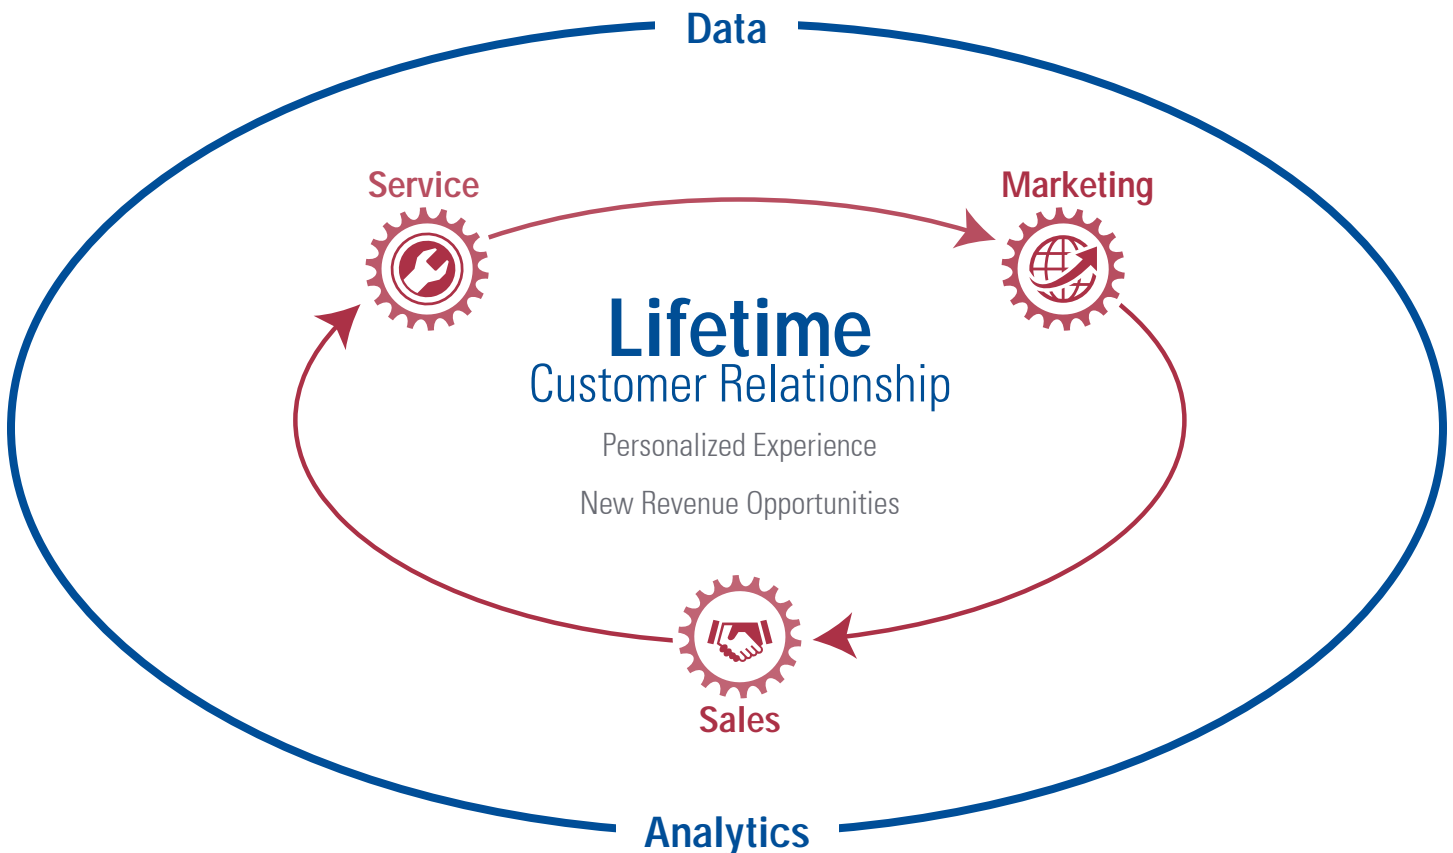 Data
Service
Marketing
Lifetime
Customer Relationship
Personalized Experience
New Revenue Opportunities
Sales
Analytics